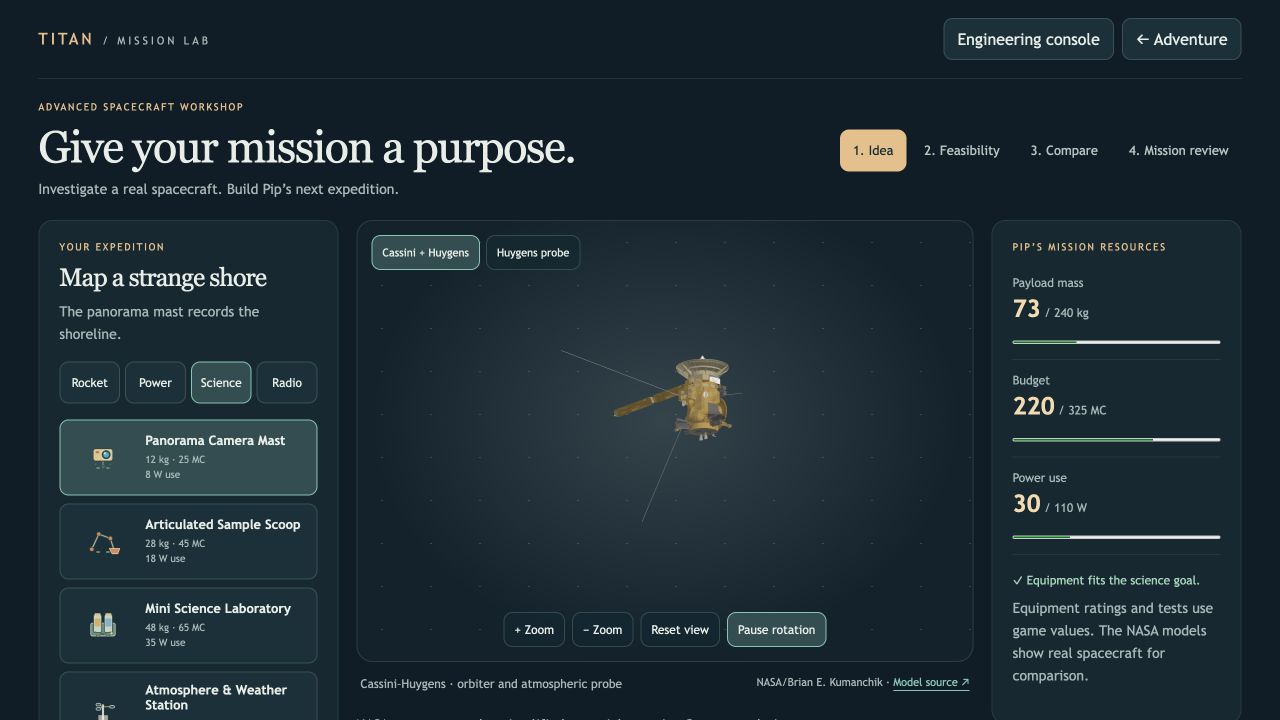 TITAN / MISSION LAB
Engineering console
← Adventure
ADVANCED SPACECRAFT WORKSHOP
Give your mission a purpose.
Investigate a real spacecraft. Build Pip’s next expedition.
1. Idea
2. Feasibility
3. Compare
4. Mission review
YOUR EXPEDITION
Map a strange shore
The panorama mast records the
shoreline.
Rocket
Power
Science
Radio
Panorama Camera Mast
12 kg · 25 MC
8 W use
Articulated Sample Scoop
28 kg · 45 MC
18 W use
Mini Science Laboratory
48 kg · 65 MC
35 W use
Atmosphere & Weather
Station
Cassini + Huygens
Huygens probe
+ Zoom
− Zoom
Reset view
Pause rotation
Cassini-Huygens · orbiter and atmospheric probe
NASA/Brian E. Kumanchik · Model source ↗
PIP’S MISSION RESOURCES
Payload mass
73 / 240 kg
Budget
220 / 325 MC
Power use
30 / 110 W
✓ Equipment fits the science goal.
Equipment ratings and tests use
game values. The NASA models
show real spacecraft for
comparison.